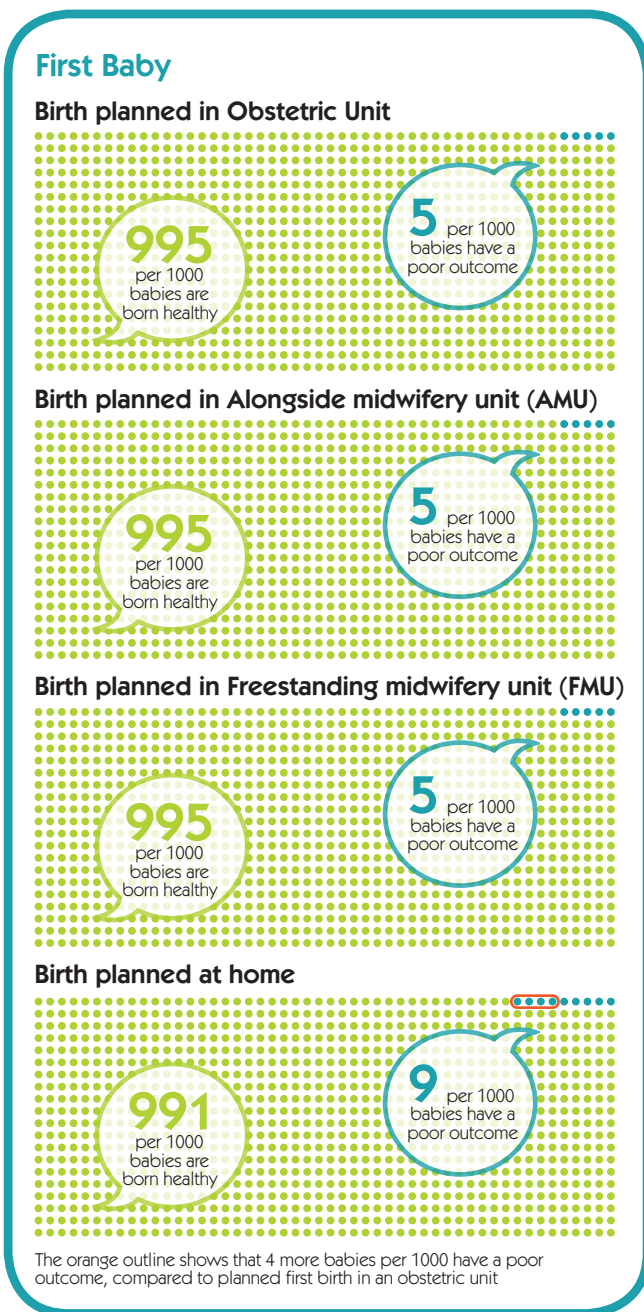 First Baby
Birth planned in Obstetric Unit
995
per 1000
babies are
born healthy
5 per 1000
babies have a
poor outcome
Birth planned in Alongside midwifery unit (AMU)
995
per 1000
babies are
born healthy
5 per 1000
babies have a
poor outcome
Birth planned in Freestanding midwifery unit (FMU)
995
per 1000
babies are
born healthy
5 per 1000
babies have a
poor outcome
Birth planned at home
991
per 1000
babies are
born healthy
9 per 1000
babies have a
poor outcome
The orange outline shows that 4 more babies per 1000 have a poor
outcome, compared to planned first birth in an obstetric unit